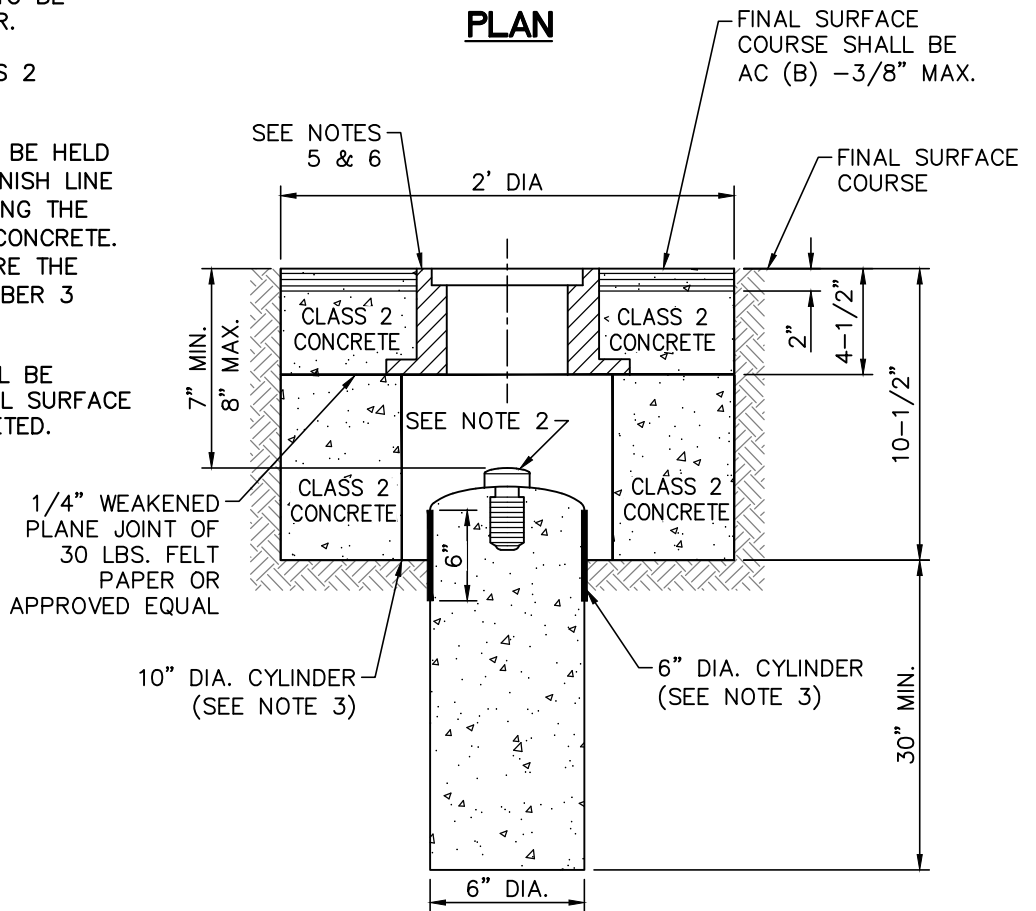 TO BE
R.
S 2
BE HELD
NISH LINE
ING THE
CONCRETE.
RE THE
BER 3
L BE
L SURFACE
ETED.
PLAN
FINAL SURFACE
COURSE SHALL BE
AC (B) -3/8" MAX.
SEE NOTES
5 & 6
2' DIA
FINAL SURFACE
COURSE
7" MIN.
8" MAX.
CLASS 2
CONCRETE
CLASS 2
CONCRETE
2"
4-1/2"
10-1/2"
SEE NOTE 2
CLASS 2
CONCRETE
CLASS 2
CONCRETE
1/4" WEAKENED
PLANE JOINT OF
30 LBS. FELT
PAPER OR
APPROVED EQUAL
6"
10" DIA. CYLINDER
(SEE NOTE 3)
6" DIA. CYLINDER
(SEE NOTE 3)
30" MIN.
6" DIA.